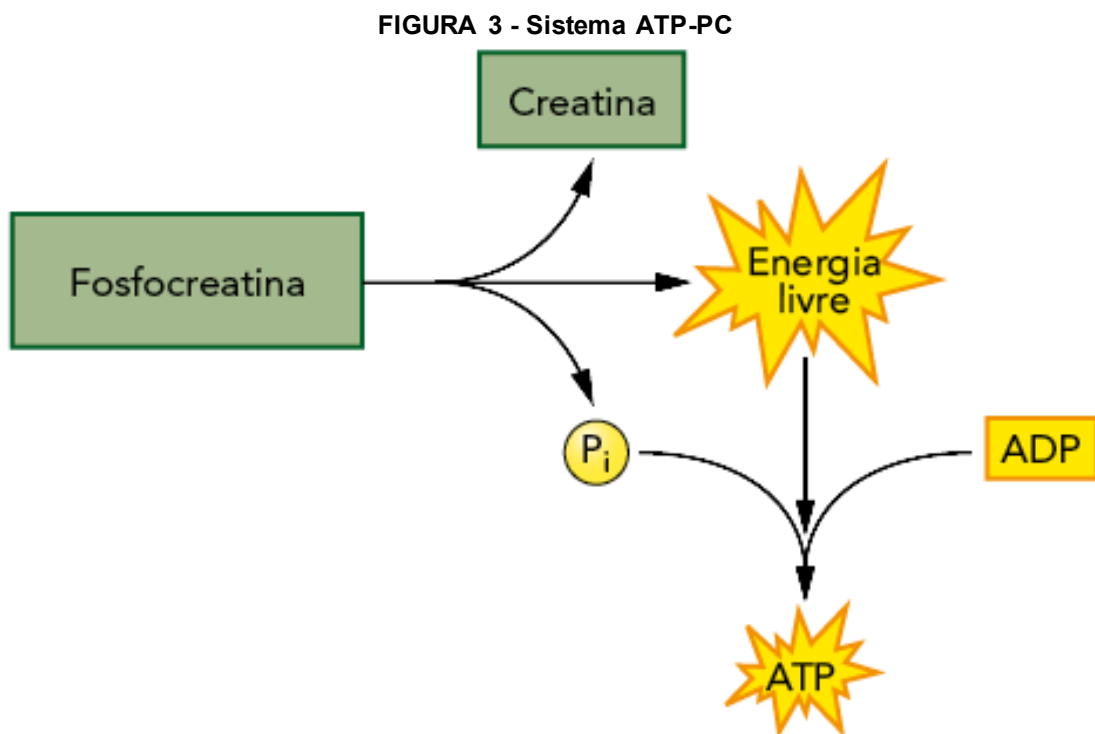 FIGURA 3 - Sistema ATP-PC
Creatina
Fosfocreatina
Energia
livre
Pi
ADP
ATP